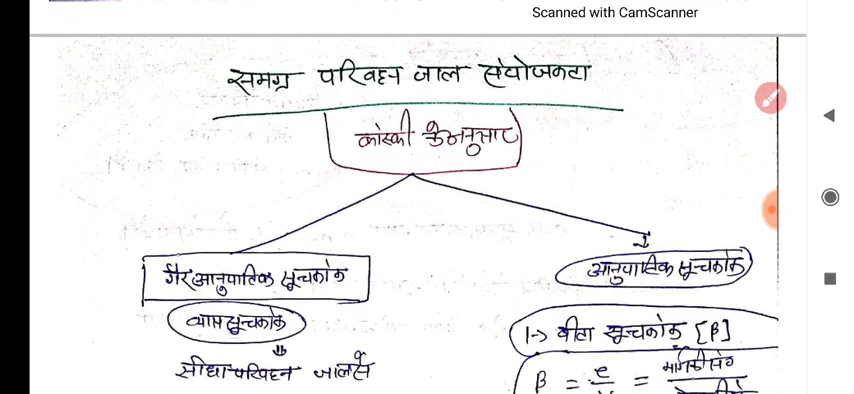 Scanned with CamScanner
समग्र परिवहन जाल संयोजकता
कांस्की के अनुसार
गैर आनुपातिक सूचकांक
आनुपातिक सूचकांक
व्यास सूचकांक
1-> बीटा सूचकांक [β]
सीधा परिवहन जाल से
β = e =